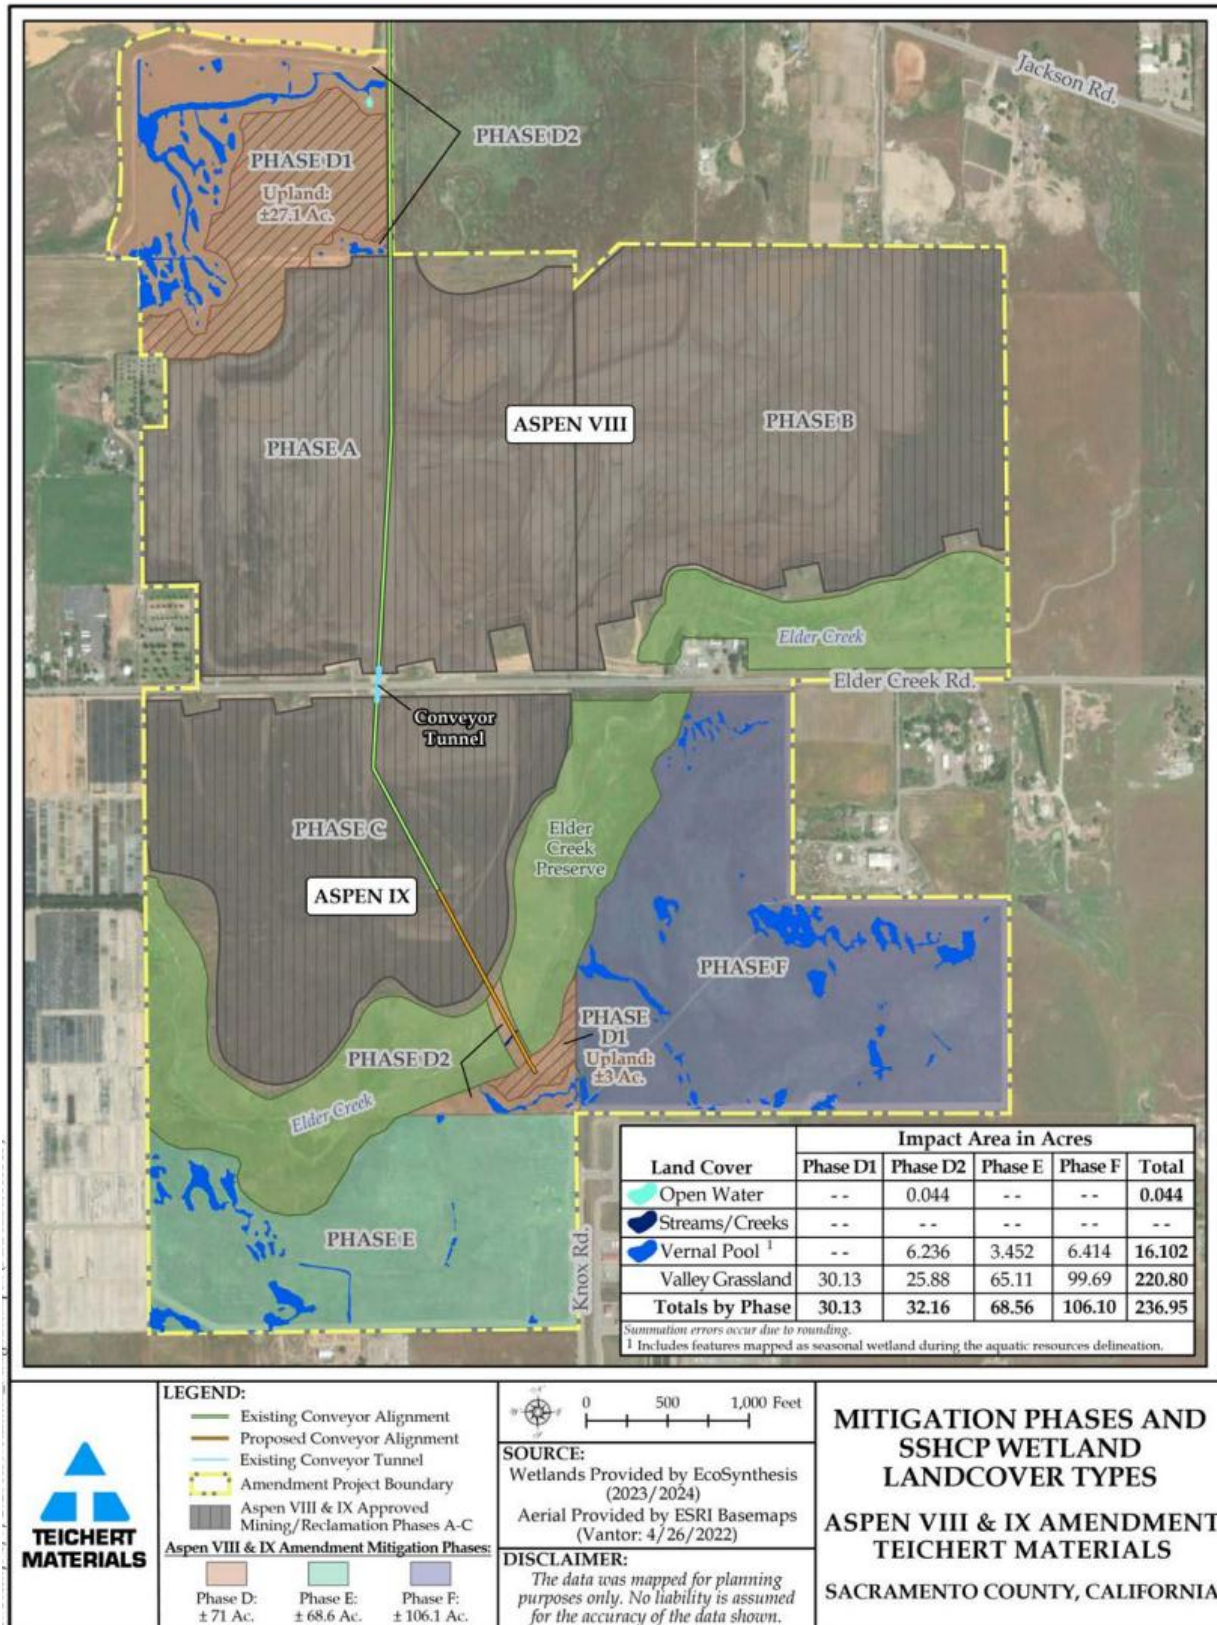 Jackson Rd.
PHASE D2
PHASE D1
Upland:
±27.1 Ac.
ASPEN VIII
PHASE A
PHASE B
Elder Creek
Elder Creek Rd.
Conveyor
Tunnel
PHASE C
Elder
Creek
Preserve
ASPEN IX
PHASE F
PHASE
D1
Upland:
±3 Ac.
PHASE D2
Elder Creek
PHASE E
Knox Rd.
Impact Area in Acres
Land Cover Phase D1 Phase D2 Phase E Phase F Total
Open Water -- 0.044 -- -- 0.044
Streams/Creeks -- -- -- -- --
Vernal Pool 1 -- 6.236 3.452 6.414 16.102
Valley Grassland 30.13 25.88 65.11 99.69 220.80
Totals by Phase 30.13 32.16 68.56 106.10 236.95
Summation errors occur due to rounding.
1 Includes features mapped as seasonal wetland during the aquatic resources delineation.
TEICHERT
MATERIALS
LEGEND:
Existing Conveyor Alignment
Proposed Conveyor Alignment
Existing Conveyor Tunnel
Amendment Project Boundary
Aspen VIII & IX Approved
Mining/Reclamation Phases A-C
Aspen VIII & IX Amendment Mitigation Phases:
Phase D: Phase E: Phase F:
± 71 Ac. ± 68.6 Ac. ± 106.1 Ac.
0 500 1,000 Feet
SOURCE:
Wetlands Provided by EcoSynthesis
(2023/2024)
Aerial Provided by ESRI Basemaps
(Vantor: 4/26/2022)
DISCLAIMER:
The data was mapped for planning
purposes only. No liability is assumed
for the accuracy of the data shown.
MITIGATION PHASES AND
SSHCP WETLAND
LANDCOVER TYPES
ASPEN VIII & IX AMENDMENT
TEICHERT MATERIALS
SACRAMENTO COUNTY, CALIFORNIA